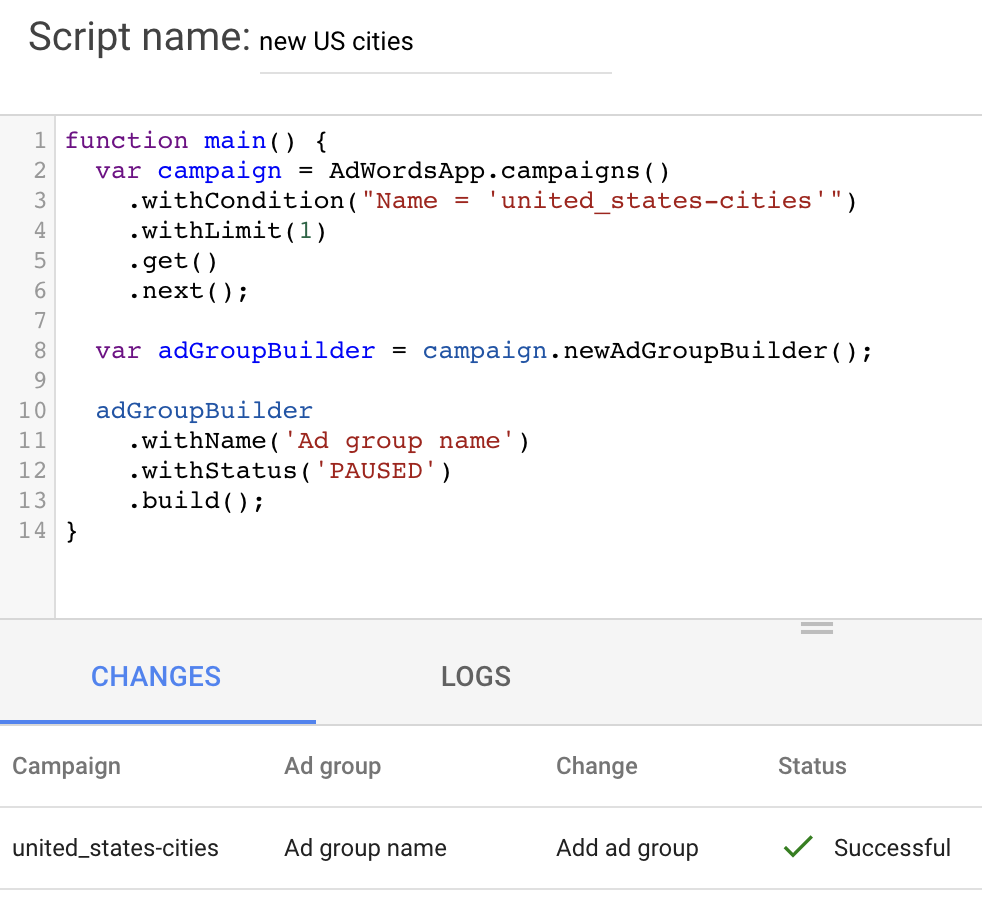 Script name: new US cities
1 function main() {
2   var campaign = AdWordsApp.campaigns()
3     .withCondition("Name = 'united_states-cities'")
4     .withLimit(1)
5     .get()
6     .next();
7
8   var adGroupBuilder = campaign.newAdGroupBuilder();
9
10   adGroupBuilder
11     .withName('Ad group name')
12     .withStatus('PAUSED')
13     .build();
14 }
CHANGES LOGS
Campaign Ad group Change Status
united_states-cities Ad group name Add ad group Successful